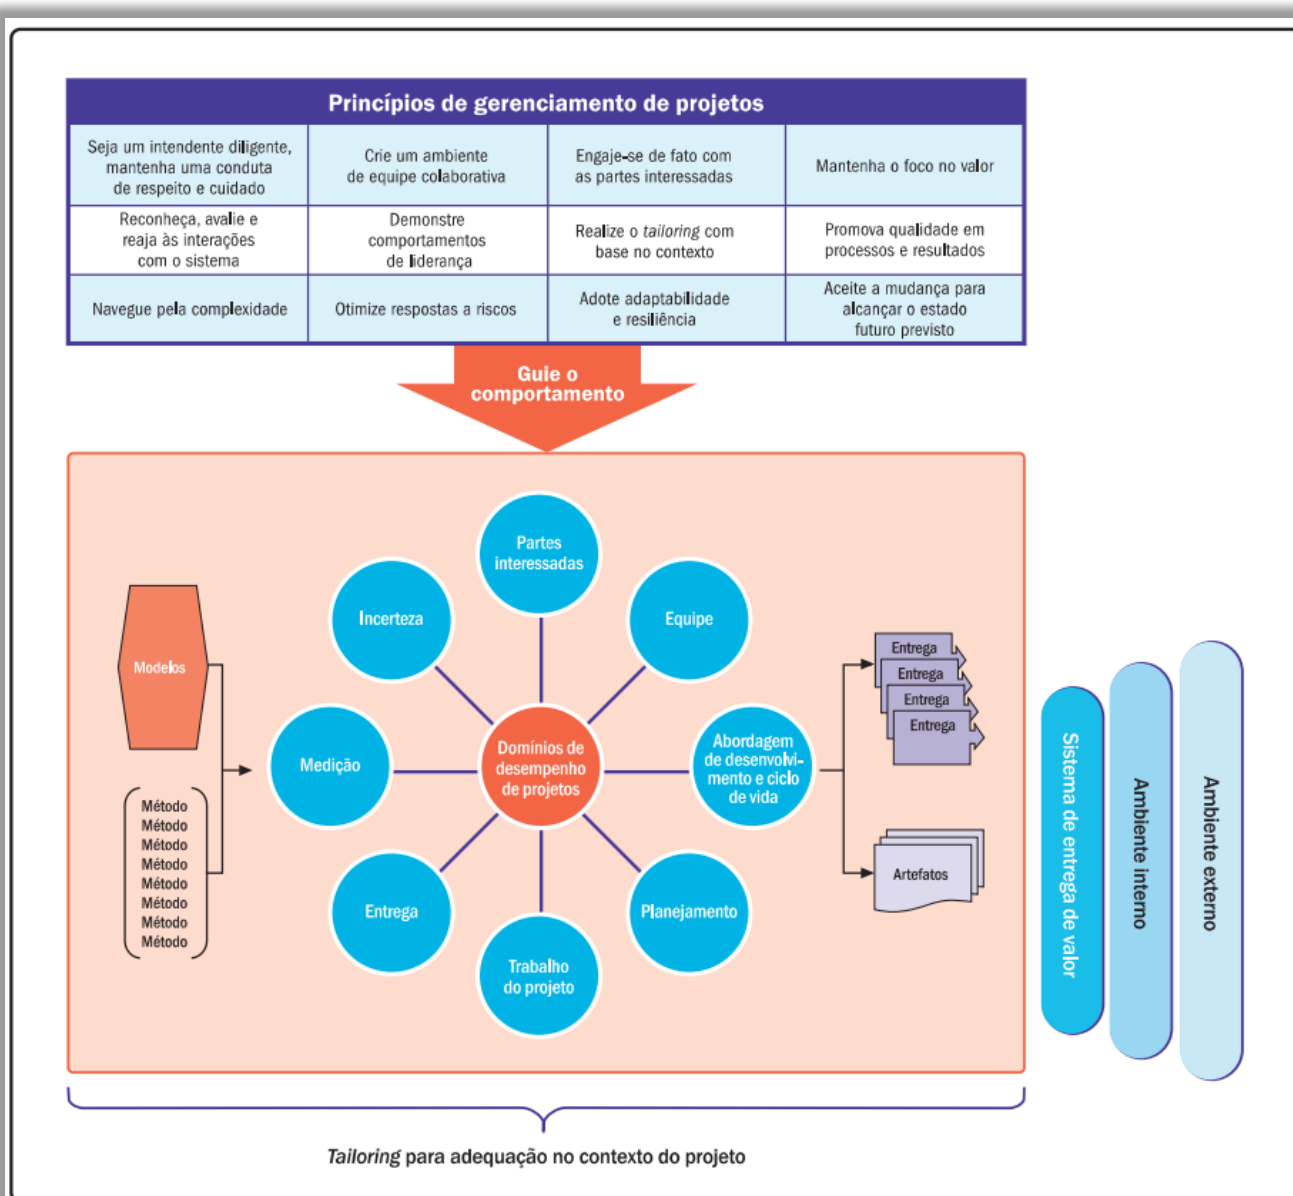 Princípios de gerenciamento de projetos
Seja um intendente diligente,
mantenha uma conduta
de respeito e cuidado
Crie um ambiente
de equipe colaborativa
Engaje-se de fato com
as partes interessadas
Mantenha o foco no valor
Reconheça, avalie e
reaja às interações
com o sistema
Demonstre
comportamentos
de liderança
Realize o tailoring com
base no contexto
Promova qualidade em
processos e resultados
Navegue pela complexidade
Otimize respostas a riscos
Adote adaptabilidade
e resiliência
Aceite a mudança para
alcançar o estado
futuro previsto
Guie o
comportamento
Partes
interessadas
Incerteza
Equipe
Modelos
Medição
Domínios de
desempenho
de projetos
Abordagem
de desenvolvi-
mento e ciclo
de vida
Entrega
Entrega
Entrega
Entrega
Método
Método
Método
Método
Método
Método
Método
Método
Entrega
Trabalho
do projeto
Planejamento
Artefatos
Sistema de entrega de valor
Ambiente interno
Ambiente externo
Tailoring para adequação no contexto do projeto